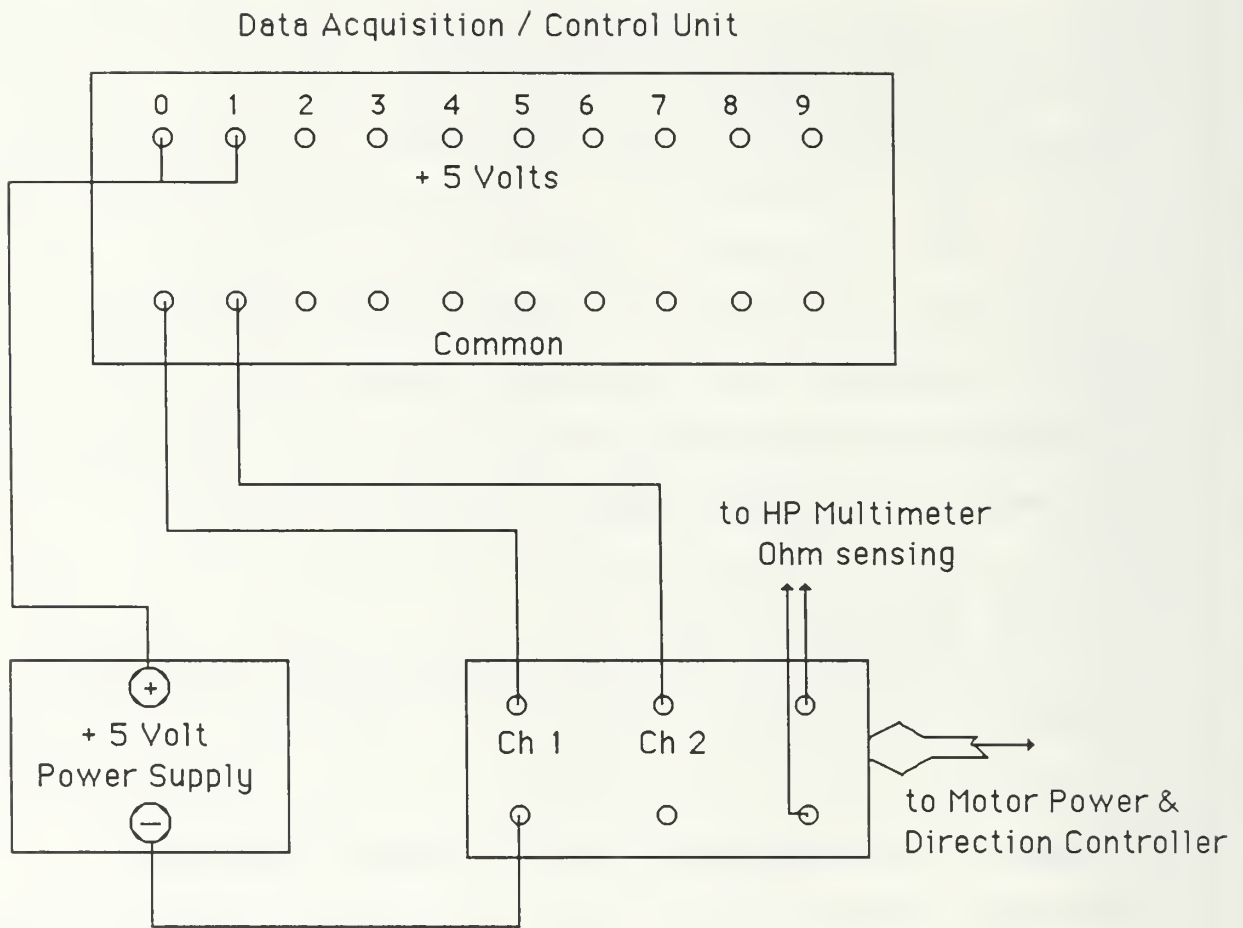 Data Acquisition / Control Unit
0 1 2 3 4 5 6 7 8 9
+ 5 Volts
Common
to HP Multimeter
Ohm sensing
+
+ 5 Volt
Power Supply
−
Ch 1 Ch 2
to Motor Power &
Direction Controller